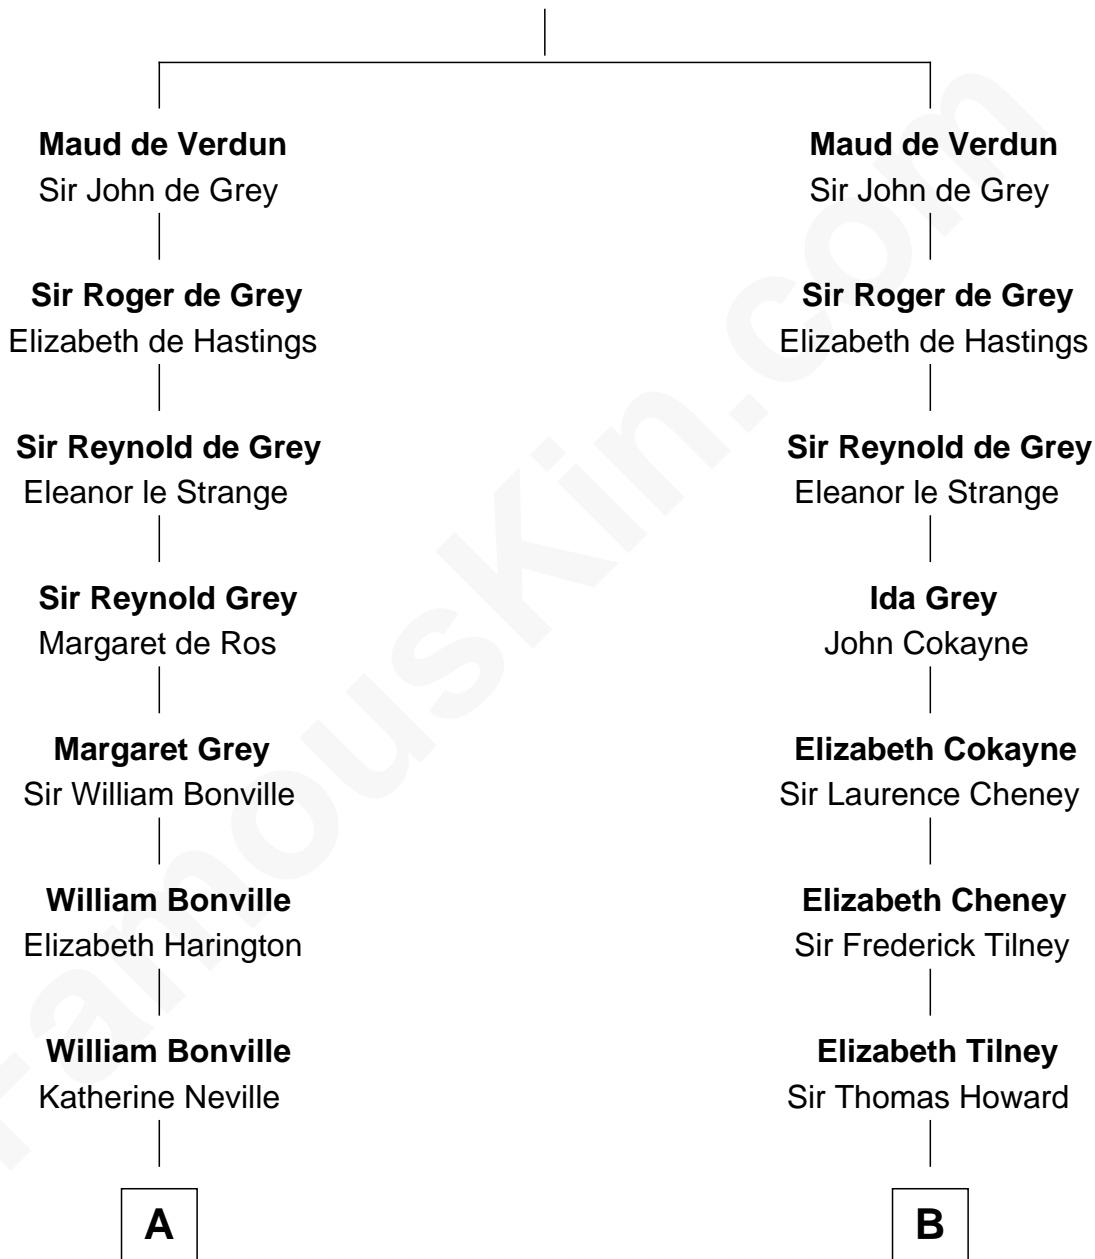 Maud de Verdun
Sir John de Grey
Sir Roger de Grey
Elizabeth de Hastings
Sir Reynold de Grey
Eleanor le Strange
Sir Reynold Grey
Margaret de Ros
Margaret Grey
Sir William Bonville
William Bonville
Elizabeth Harington
William Bonville
Katherine Neville
A
Maud de Verdun
Sir John de Grey
Sir Roger de Grey
Elizabeth de Hastings
Sir Reynold de Grey
Eleanor le Strange
Ida Grey
John Cokayne
Elizabeth Cokayne
Sir Laurence Cheney
Elizabeth Cheney
Sir Frederick Tilney
Elizabeth Tilney
Sir Thomas Howard
B
FamousKin.com